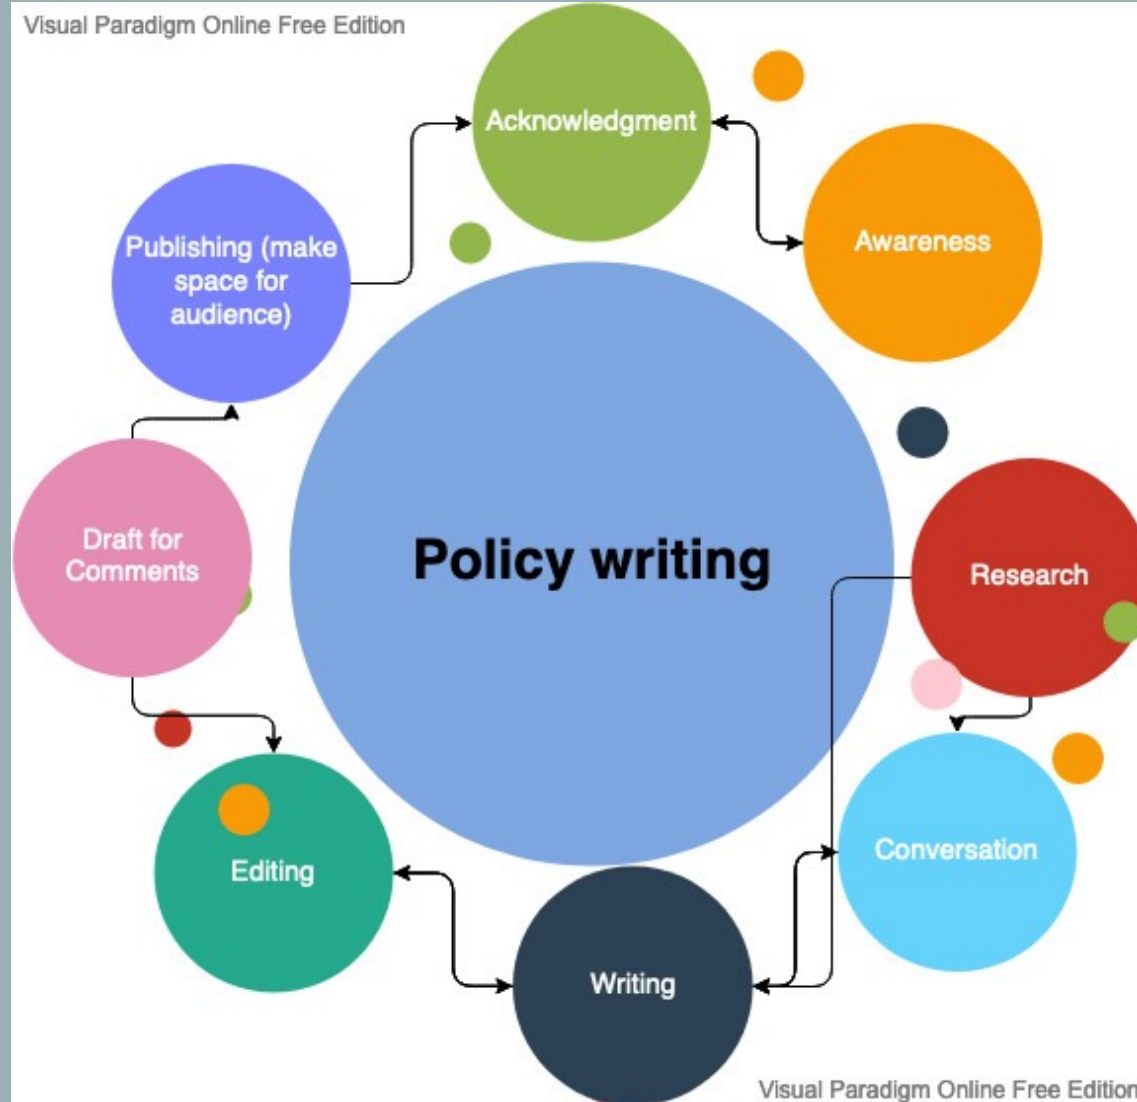 Visual Paradigm Online Free Edition
Acknowledgment
Awareness
Publishing (make
space for
audience)
Draft for
Comments
Policy writing
Research
Editing
Conversation
Writing
Visual Paradigm Online Free Edition